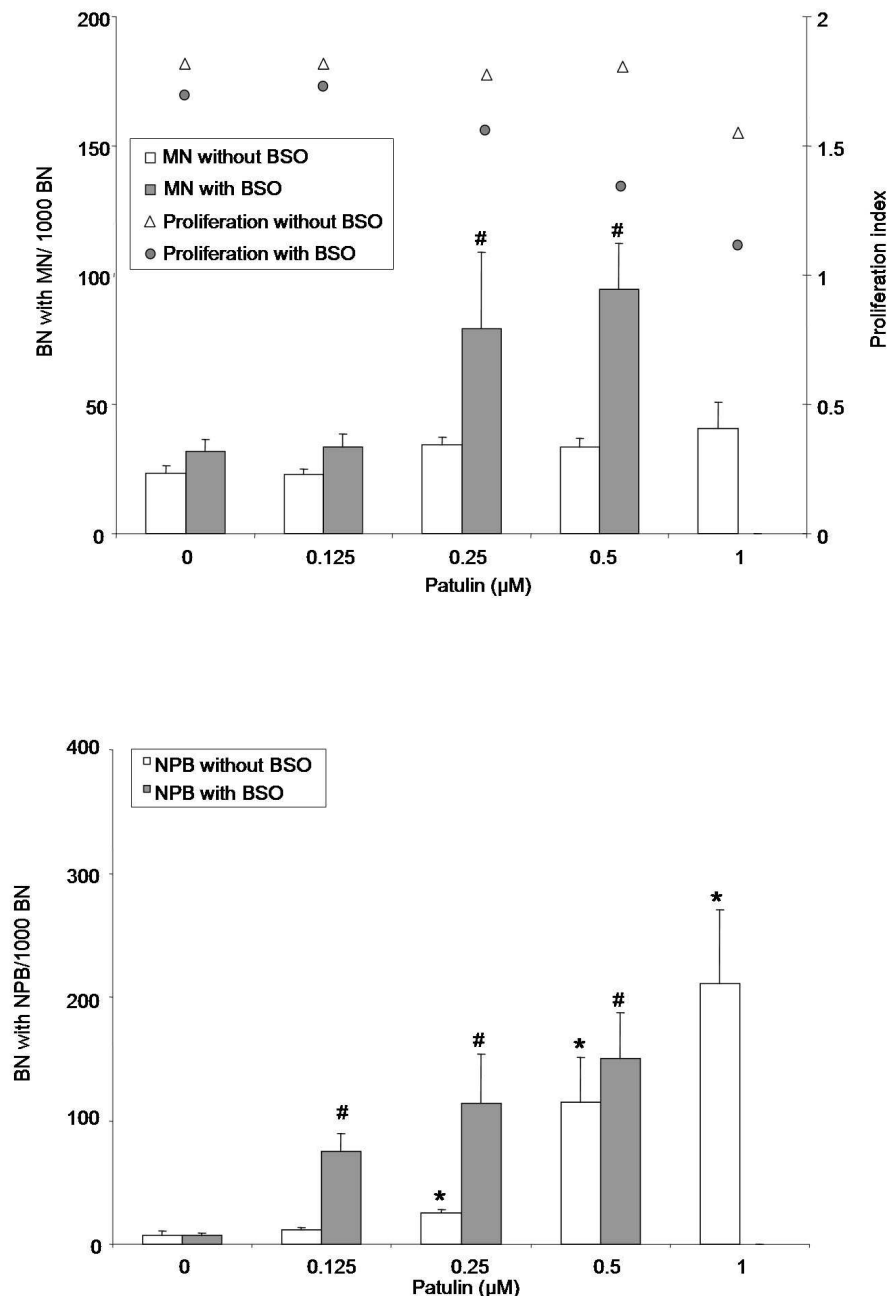 200
150
100
50
0
BN with MN/ 1000 BN
2
1.5
1
0.5
0
Proliferation index
MN without BSO
MN with BSO
Proliferation without BSO
Proliferation with BSO
#
#
0 0.125 0.25 0.5 1
Patulin (µM)
400
300
200
100
0
BN with NPB/1000 BN
NPB without BSO
NPB with BSO
*
#
*
#
#
*
0 0.125 0.25 0.5 1
Patulin (µM)